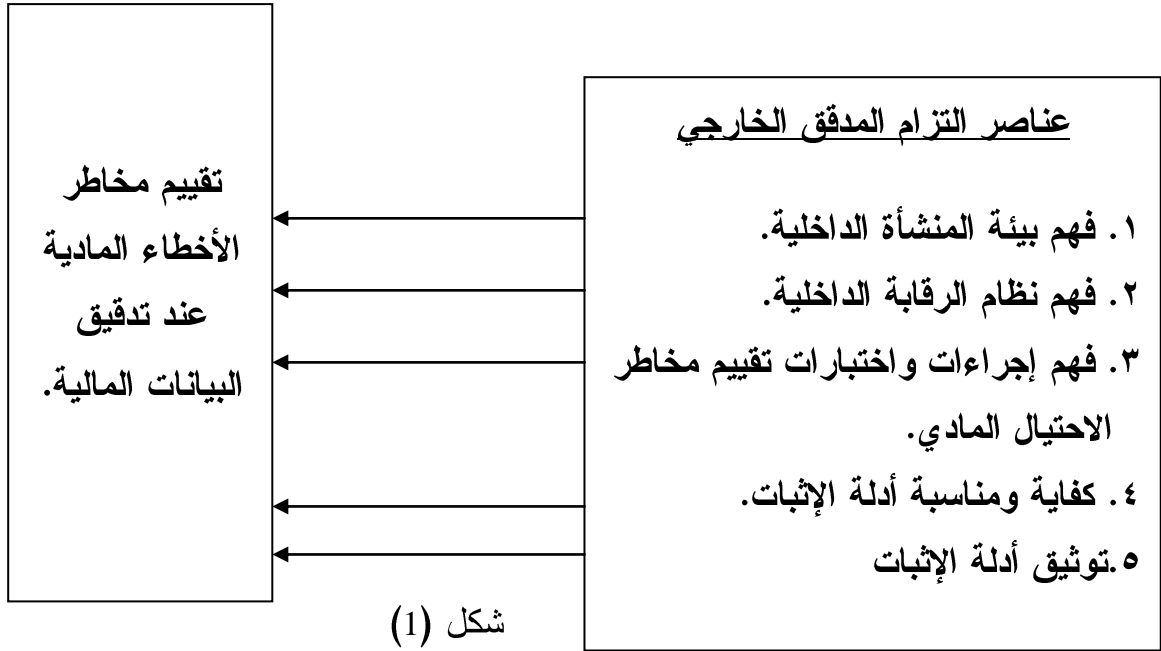 عناصر التزام المدقق الخارجي
١. فهم بيئة المنشأة الداخلية.
٢. فهم نظام الرقابة الداخلية.
٣. فهم إجراءات واختبارات تقييم مخاطر
الاحتيال المادي.
٤. كفاية ومناسبة أدلة الإثبات.
٥.توثيق أدلة الإثبات
تقييم مخاطر
الأخطاء المادية
عند تدقيق
البيانات المالية.
شكل (1)